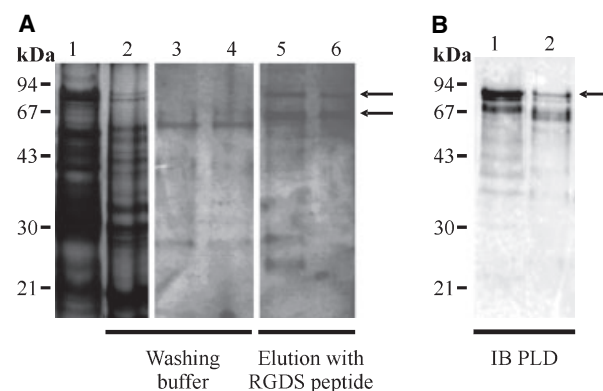 A
B
kDa 1 2 3 4 5 6
94
67
43
30
21
Washing
buffer
Elution with
RGDS peptide
kDa 1 2
94
67
43
30
21
IB PLD